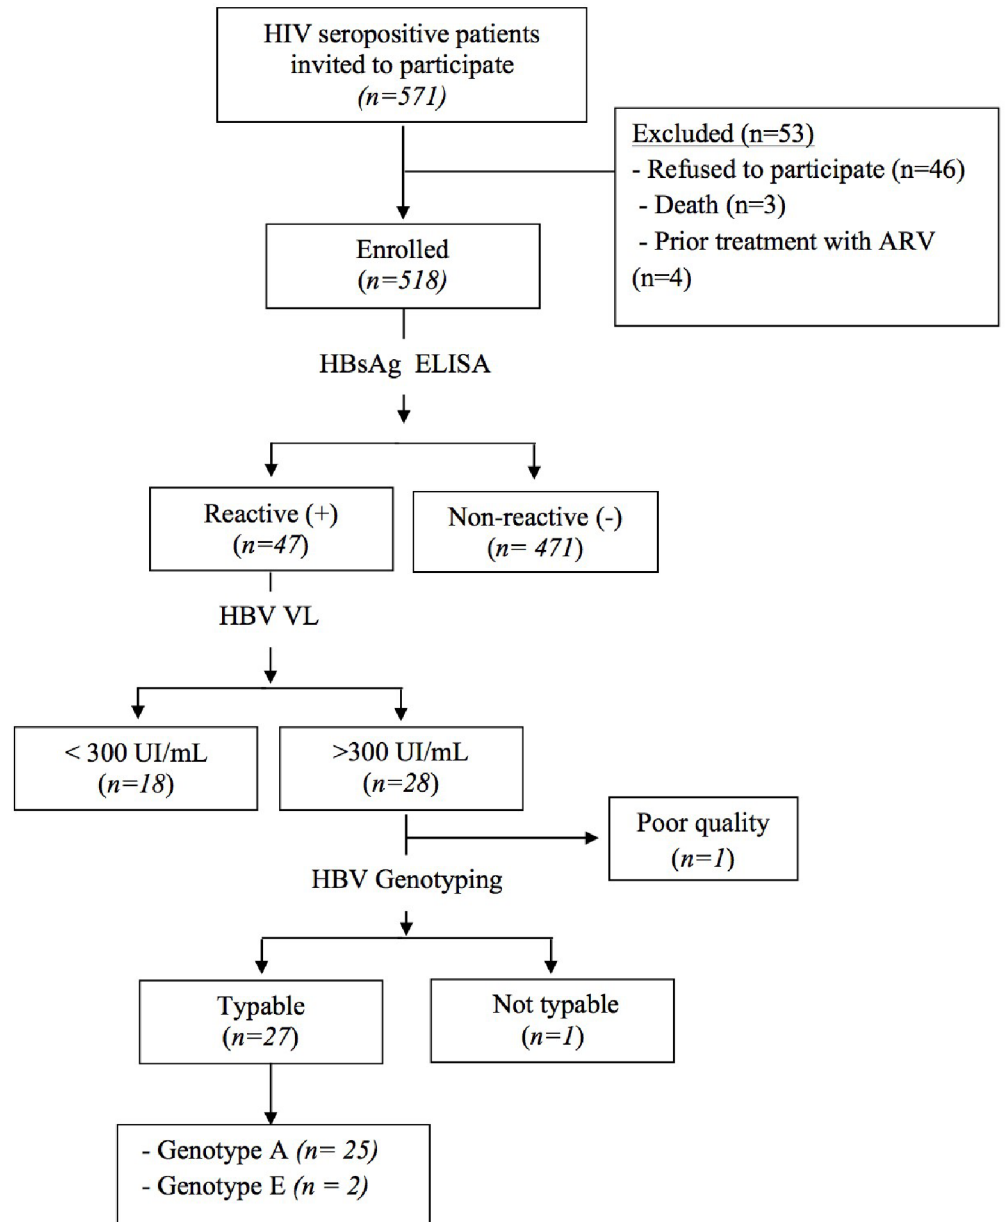 HIV seropositive patients
invited to participate
(n=571)
Excluded (n=53)
- Refused to participate (n=46)
- Death (n=3)
- Prior treatment with ARV
(n=4)
Enrolled
(n=518)
HBsAg ELISA
Reactive (+)
(n=47)
Non-reactive (-)
(n= 471)
HBV VL
< 300 UI/mL
(n=18)
>300 UI/mL
(n=28)
Poor quality
(n=1)
HBV Genotyping
Typable
(n=27)
Not typable
(n=1)
- Genotype A (n= 25)
- Genotype E (n = 2)